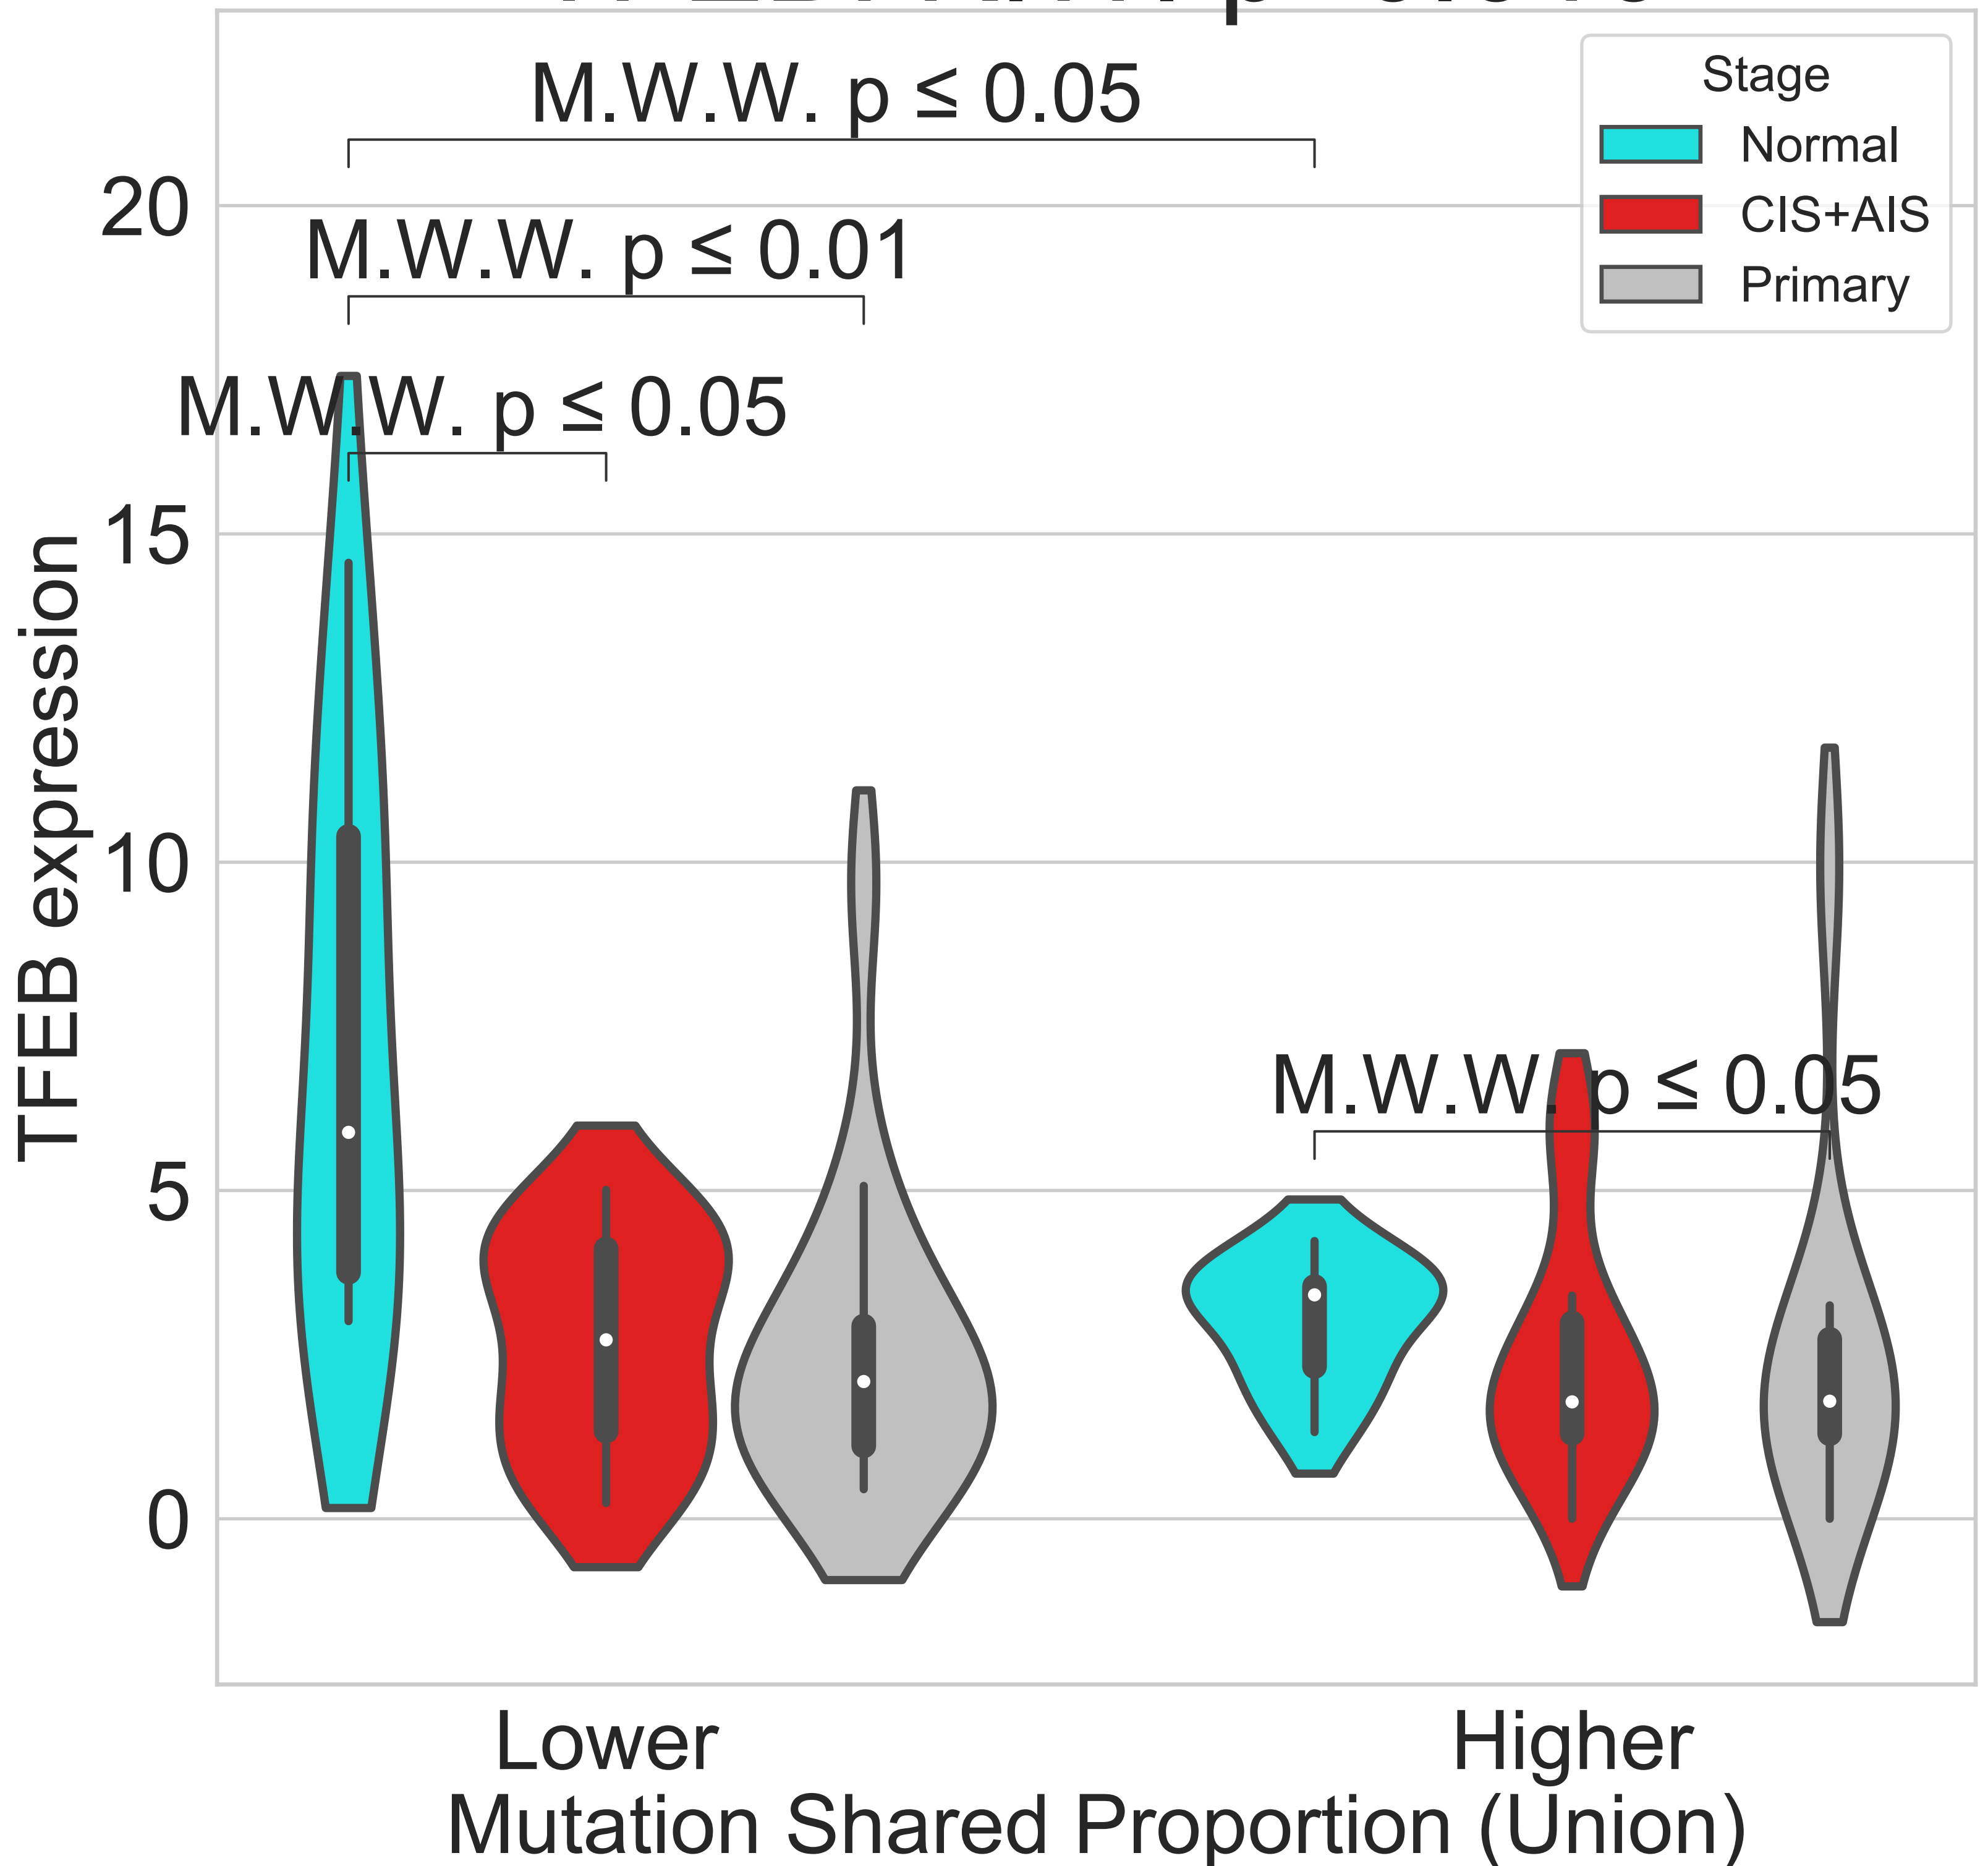 M.W.W. p ≤ 0.05
Stage
Normal
CIS+AIS
Primary
20
M.W.W. p ≤ 0.01
M.W.W. p ≤ 0.05
15
10
M.W.W. p ≤ 0.05
5
0
TFEB expression
Lower
Higher
Mutation Shared Proportion (Union)